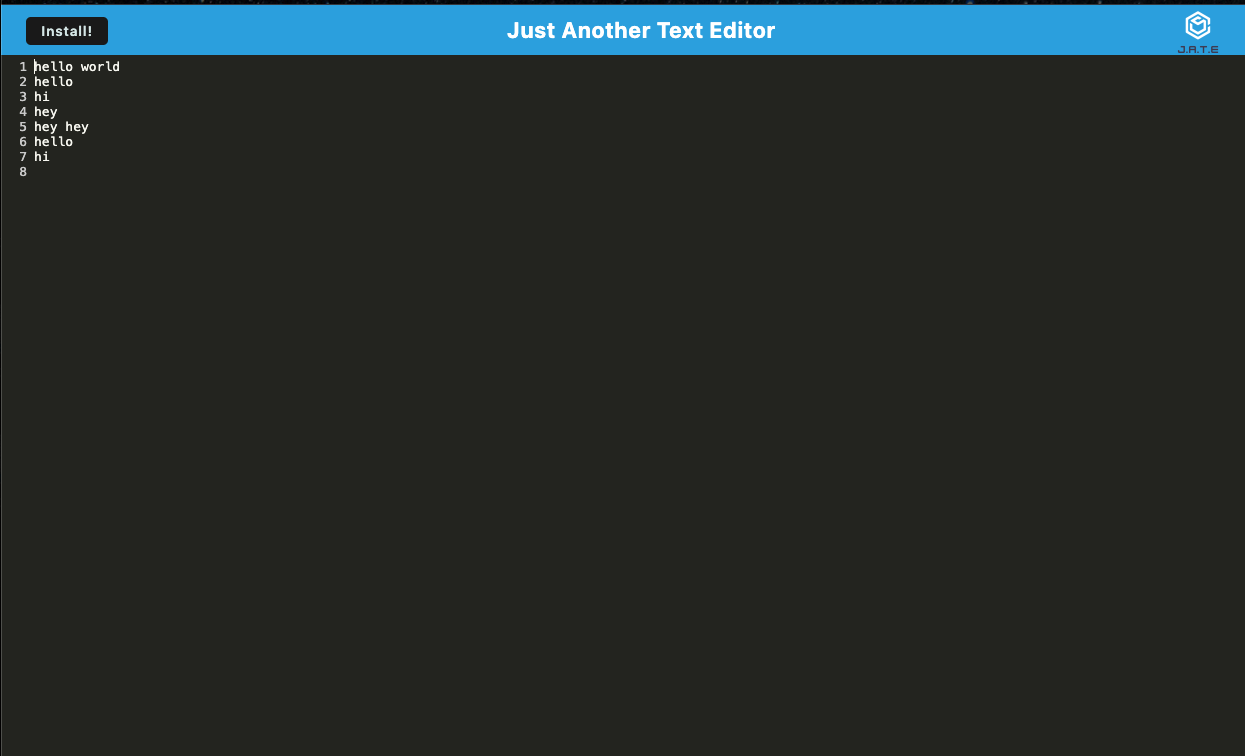 Install!
Just Another Text Editor
J.A.T.E
1 hello world
2 hello
3 hi
4 hey
5 hey hey
6 hello
7 hi
8